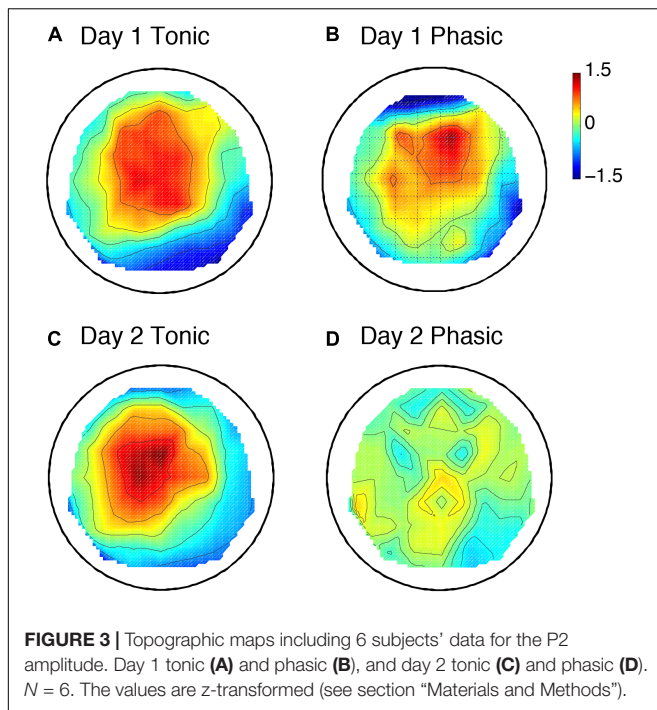 A Day 1 Tonic
B Day 1 Phasic
1.5
0
−1.5
C Day 2 Tonic
D Day 2 Phasic
FIGURE 3 | Topographic maps including 6 subjects’ data for the P2
amplitude. Day 1 tonic (A) and phasic (B), and day 2 tonic (C) and phasic (D).
N = 6. The values are z-transformed (see section “Materials and Methods”).